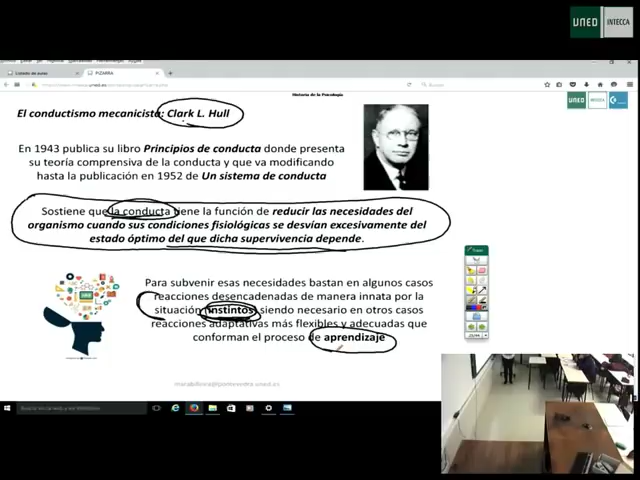 UNED
INTECCA
PIZARRA
Historia de la Psicología
UNED
El conductismo mecanicista: Clark L. Hull
En 1943 publica su libro Principios de conducta donde presenta
su teoría comprensiva de la conducta y que va modificando
hasta la publicación en 1952 de Un sistema de conducta
Sostiene que la conducta tiene la función de reducir las necesidades del
organismo cuando sus condiciones fisiológicas se desvían excesivamente del
estado óptimo del que dicha supervivencia depende.
Para subvenir esas necesidades bastan en algunos casos
reacciones desencadenadas de manera innata por la
situación instintos, siendo necesario en otros casos
reacciones adaptativas más flexibles y adecuadas que
conforman el proceso de aprendizaje